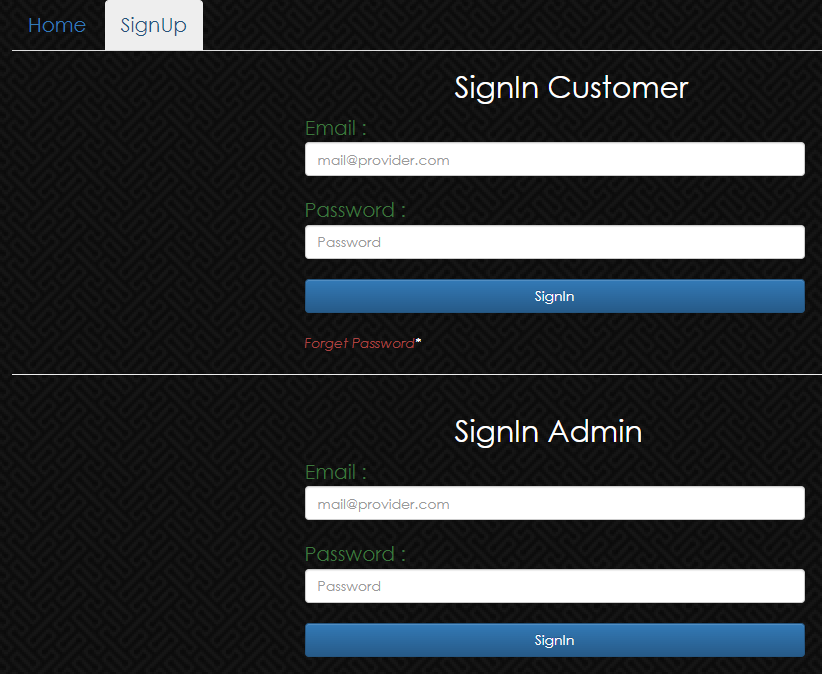 Home SignUp
SignIn Customer
Email :
mail@provider.com
Password :
Password
SignIn
Forget Password*
SignIn Admin
Email :
mail@provider.com
Password :
Password
SignIn